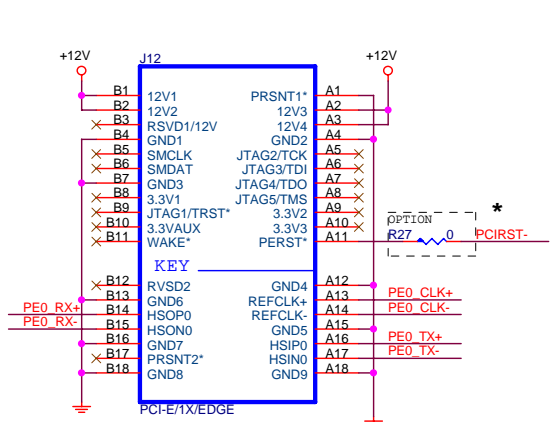 +12V
J12
+12V
B1 12V1 PRSNT1* A1
B2 12V2 12V3 A2
B3 RSVD1/12V 12V4 A3
B4 GND1 GND2 A4
B5 SMCLK JTAG2/TCK A5
B6 SMDAT JTAG3/TDI A6
B7 GND3 JTAG4/TDO A7
B8 3.3V1 JTAG5/TMS A8
B9 JTAG1/TRST* 3.3V2 A9
B10 3.3VAUX 3.3V3 A10
B11 WAKE* PERST* A11
OPTION
*
R27 0 PCIRST-
KEY
B12 RVSD2 GND4 A12
B13 GND6 REFCLK+ A13 PE0_CLK+
PE0_RX+ B14 HSOP0 REFCLK- A14 PE0_CLK-
PE0_RX- B15 HSON0 GND5 A15
B16 GND7 HSIP0 A16 PE0_TX+
B17 PRSNT2* HSIN0 A17 PE0_TX-
B18 GND8 GND9 A18
PCI-E/1X/EDGE